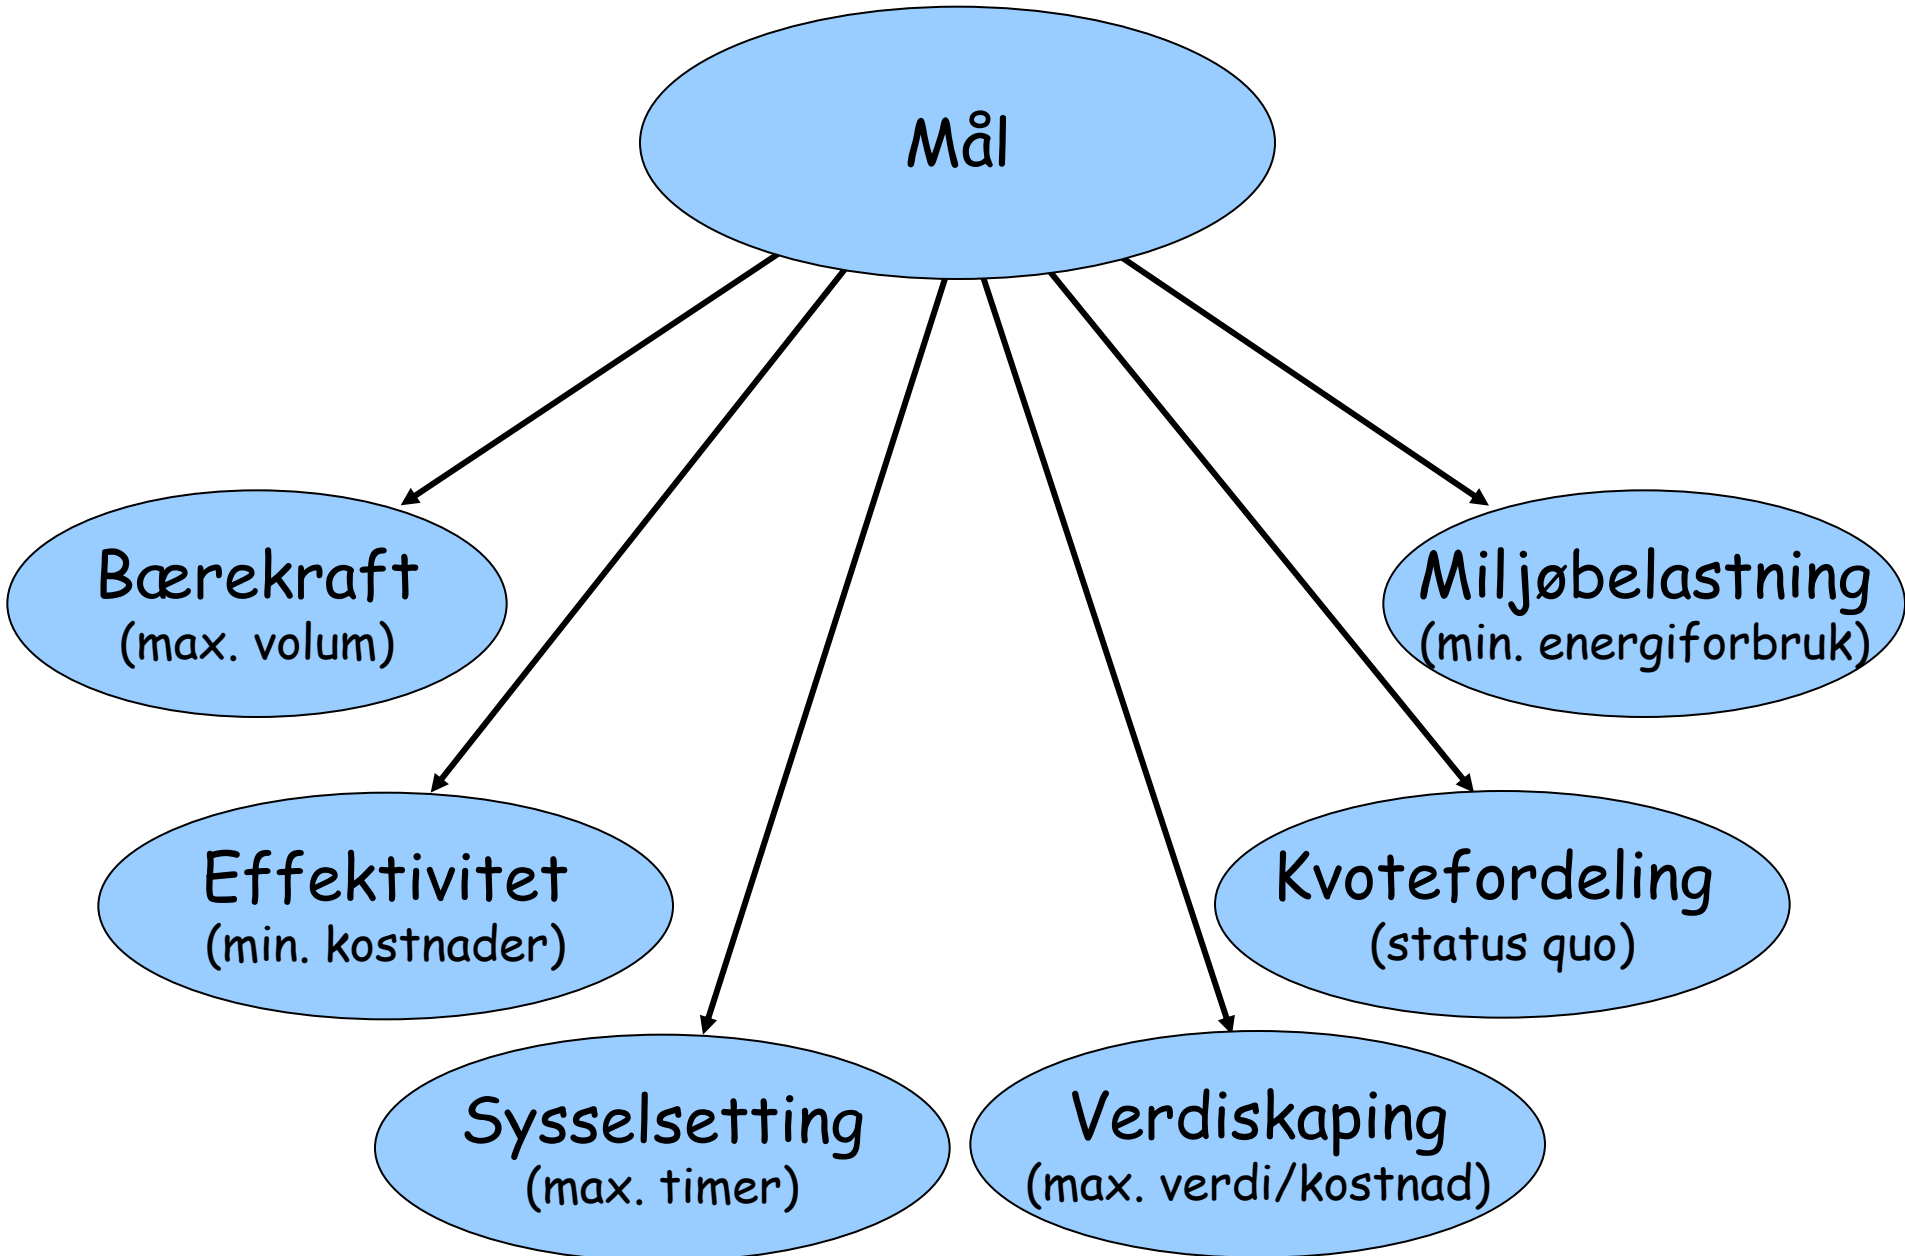 Mål
Bærekraft
(max. volum)
Miljøbelastning
(min. energiforbruk)
Effektivitet
(min. kostnader)
Kvotefordeling
(status quo)
Sysselsetting
(max. timer)
Verdiskaping
(max. verdi/kostnad)